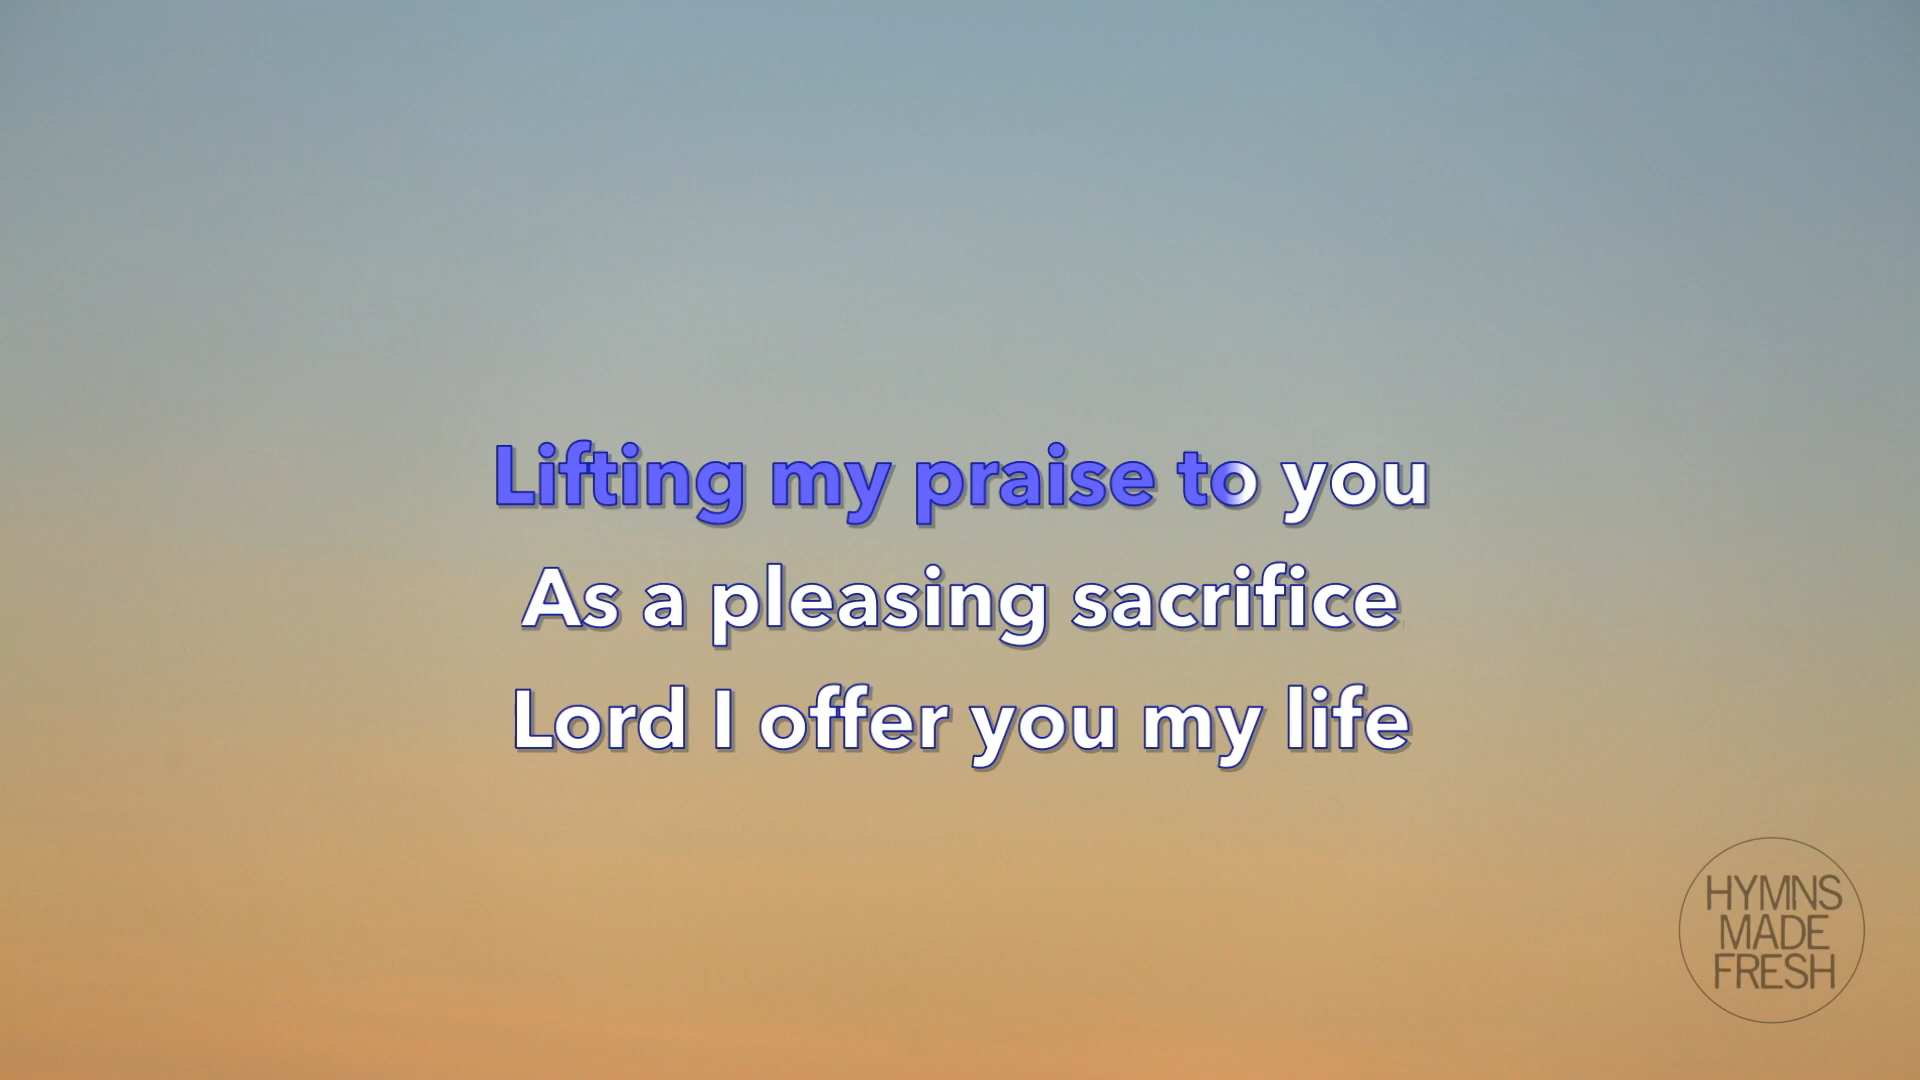 Lifting my praise to you
As a pleasing sacrifice
Lord I offer you my life
HYMNS
MADE
FRESH